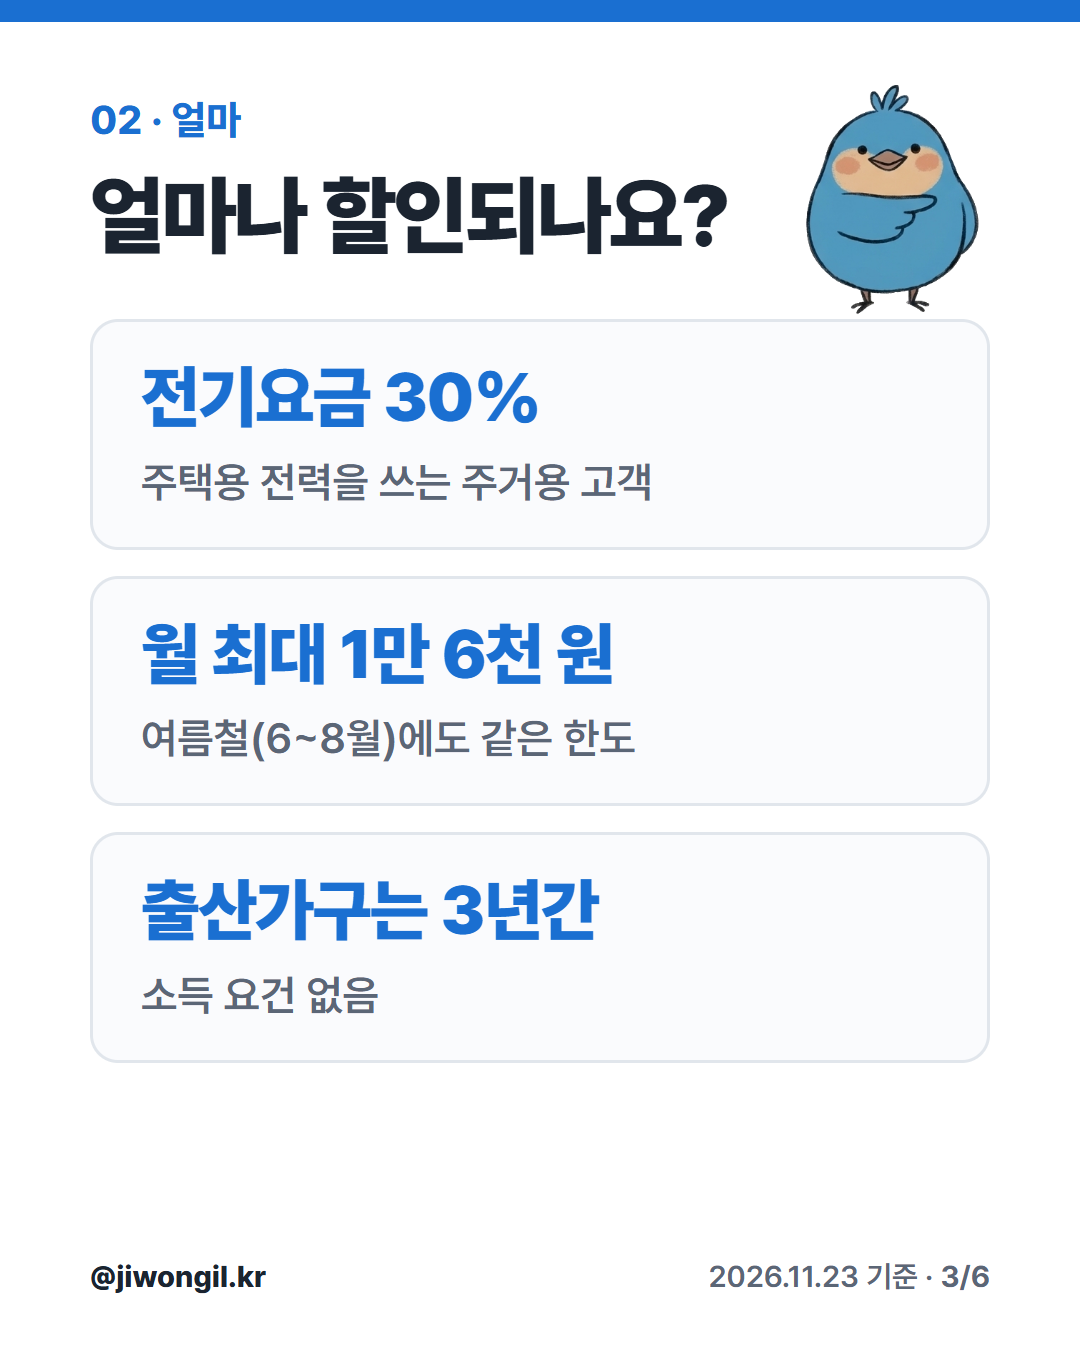 02 · 얼마
얼마나 할인되나요?
전기요금 30%
주택용 전력을 쓰는 주거용 고객
월 최대 1만 6천 원
여름철(6~8월)에도 같은 한도
출산가구는 3년간
소득 요건 없음
@jiwongil.kr
2026.11.23 기준 · 3/6